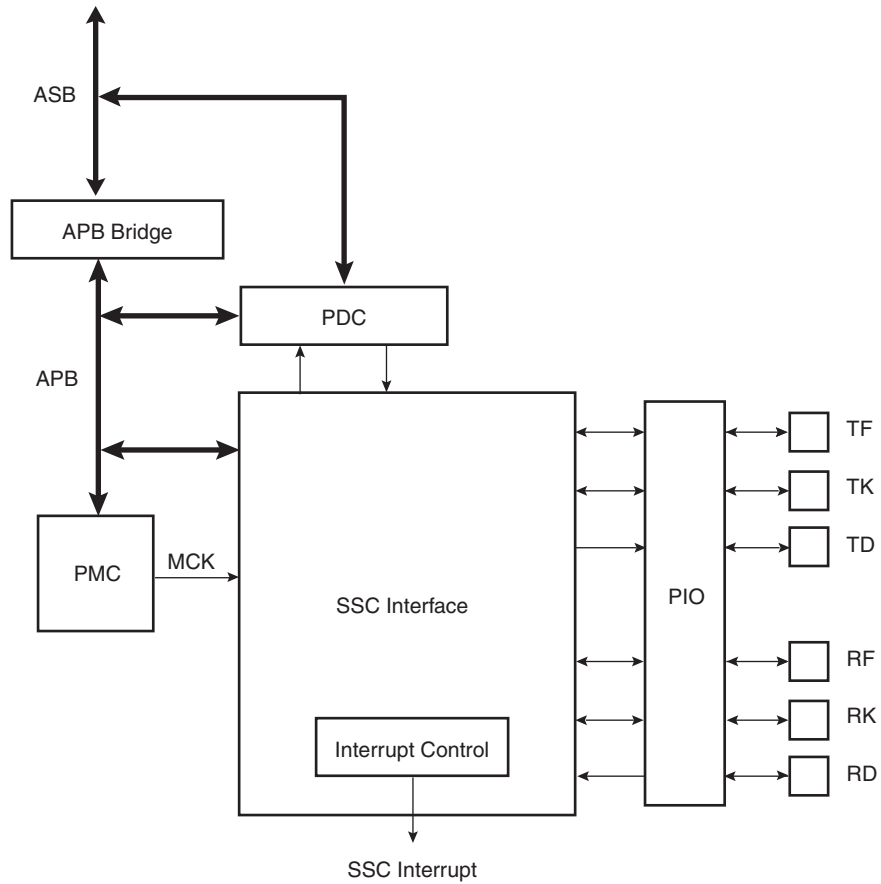 ASB
APB Bridge
PDC
APB
TF
TK
TD
MCK
PMC
SSC Interface
PIO
RF
RK
RD
Interrupt Control
SSC Interrupt